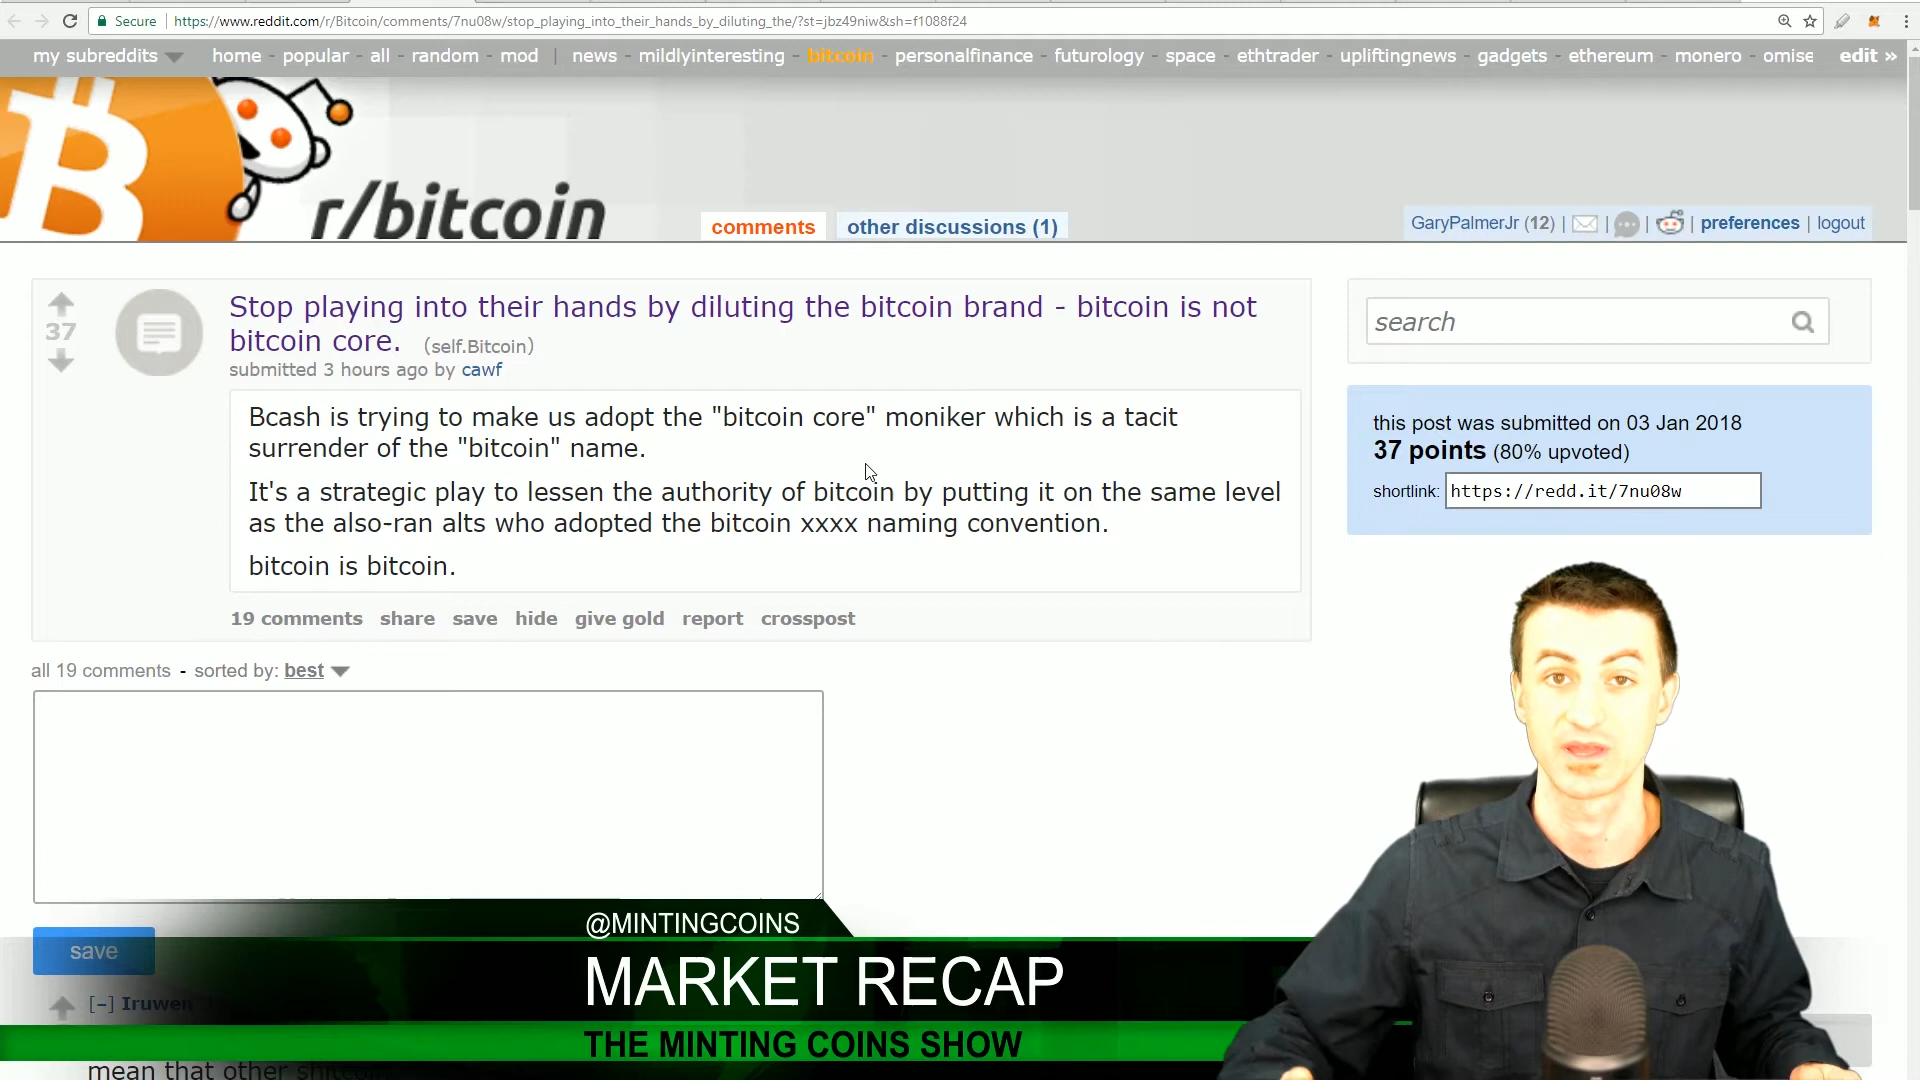 Secure https://www.reddit.com/r/Bitcoin/comments/7nu08w/stop_playing_into_their_hands_by_diluting_the/?st=jbz49niw&sh=f1088f24
my subreddits home - popular - all - random - mod | news - mildlyinteresting - bitcoin - personalfinance - futurology - space - ethtrader - upliftingnews - gadgets - ethereum - monero - omise edit »
r/bitcoin
comments other discussions (1) GaryPalmerJr (12) | | | | preferences | logout
Stop playing into their hands by diluting the bitcoin brand - bitcoin is not
bitcoin core. (self.Bitcoin)
37
submitted 3 hours ago by cawf
Bcash is trying to make us adopt the "bitcoin core" moniker which is a tacit
surrender of the "bitcoin" name.
It's a strategic play to lessen the authority of bitcoin by putting it on the same level
as the also-ran alts who adopted the bitcoin xxxx naming convention.
bitcoin is bitcoin.
19 comments share save hide give gold report crosspost
search
this post was submitted on 03 Jan 2018
37 points (80% upvoted)
shortlink: https://redd.it/7nu08w
all 19 comments - sorted by: best
save
[–] Iruwen
mean that other
@MINTINGCOINS
MARKET RECAP
THE MINTING COINS SHOW